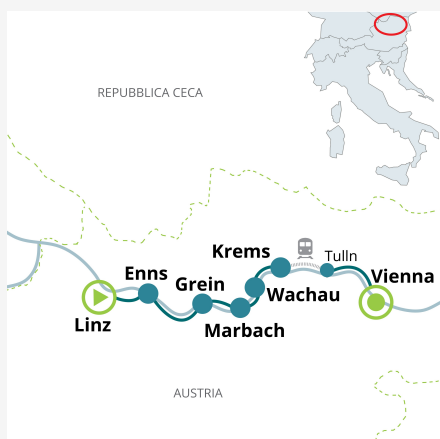 REPUBBLICA CECA
Krems
Tulln
Enns
Vienna
Grein
Wachau
Linz
Marbach
AUSTRIA